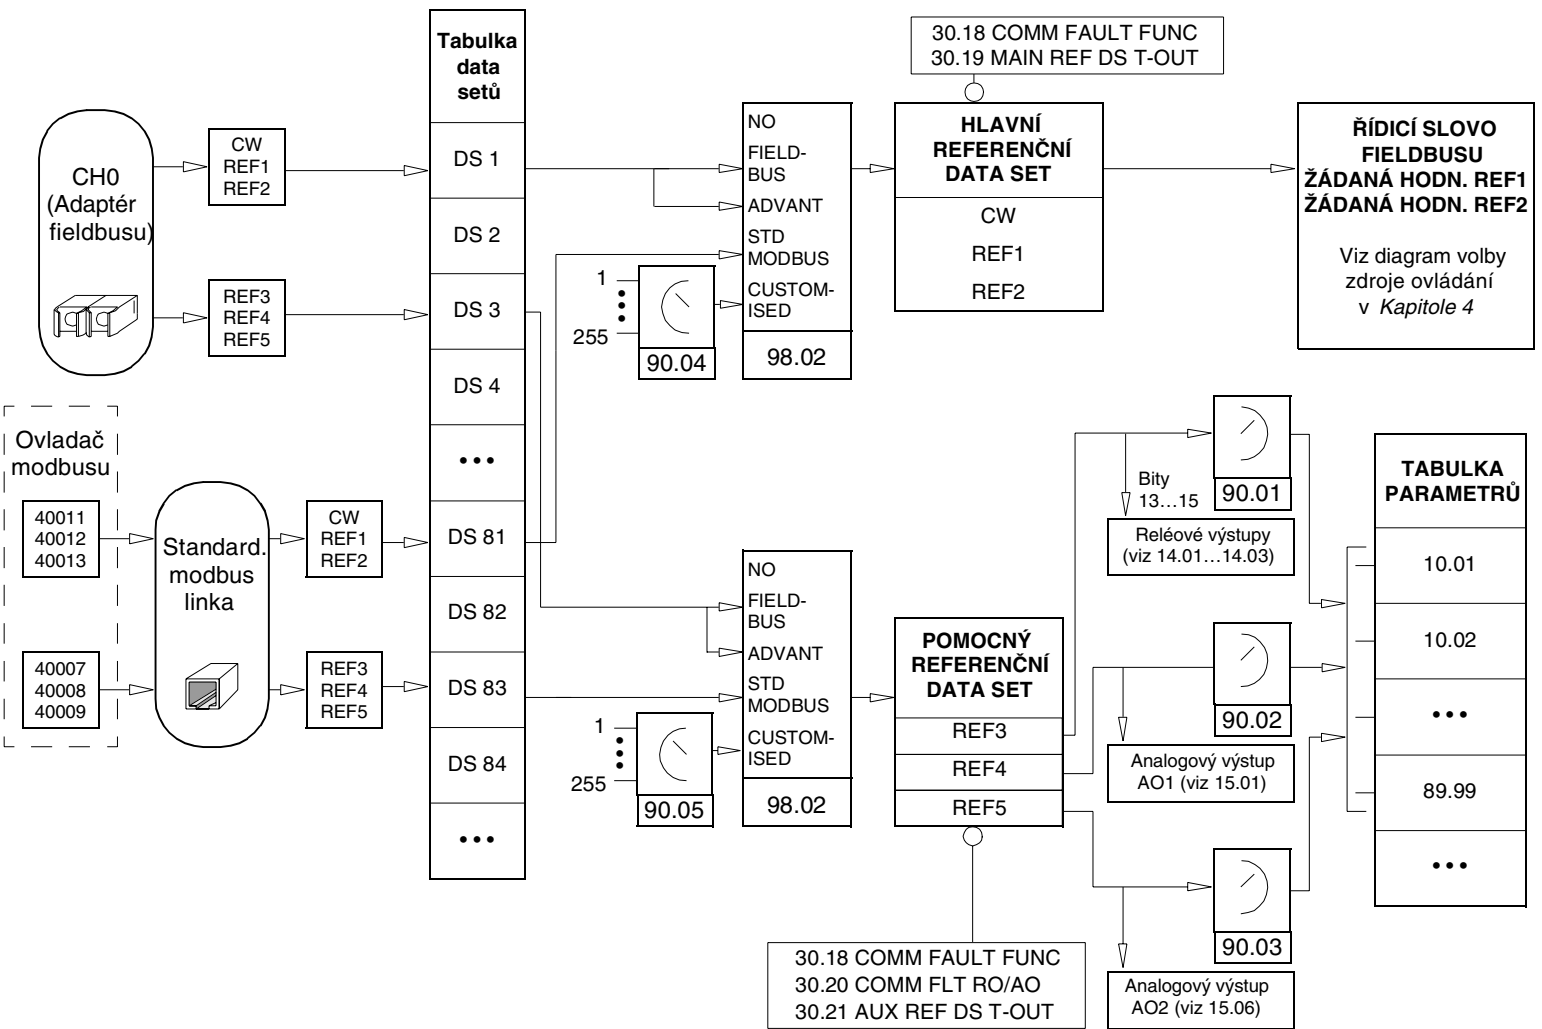 30.18 COMM FAULT FUNC
30.19 MAIN REF DS T-OUT
Tabulka
data
setů
DS 1
DS 2
DS 3
DS 4
•••
DS 81
DS 82
DS 83
DS 84
•••
CH0
(Adaptér
fieldbusu)
CW
REF1
REF2
REF3
REF4
REF5
Ovladač
modbusu
40011
40012
40013
40007
40008
40009
Standard.
modbus
linka
CW
REF1
REF2
REF3
REF4
REF5
NO
FIELD-
BUS
ADVANT
STD
MODBUS
CUSTOM-
ISED
98.02
1
255
90.04
HLAVNÍ
REFERENČNÍ
DATA SET
CW
REF1
REF2
ŘÍDICÍ SLOVO
FIELDBUSU
ŽÁDANÁ HODN. REF1
ŽÁDANÁ HODN. REF2
Viz diagram volby
zdroje ovládání
v Kapitole 4
NO
FIELD-
BUS
ADVANT
STD
MODBUS
CUSTOM-
ISED
98.02
1
255
90.05
POMOCNÝ
REFERENČNÍ
DATA SET
REF3
REF4
REF5
30.18 COMM FAULT FUNC
30.20 COMM FLT RO/AO
30.21 AUX REF DS T-OUT
Bity
13...15
90.01
Reléové výstupy
(viz 14.01...14.03)
90.02
Analogový výstup
AO1 (viz 15.01)
90.03
Analogový výstup
AO2 (viz 15.06)
TABULKA
PARAMETRŮ
10.01
10.02
•••
89.99
•••